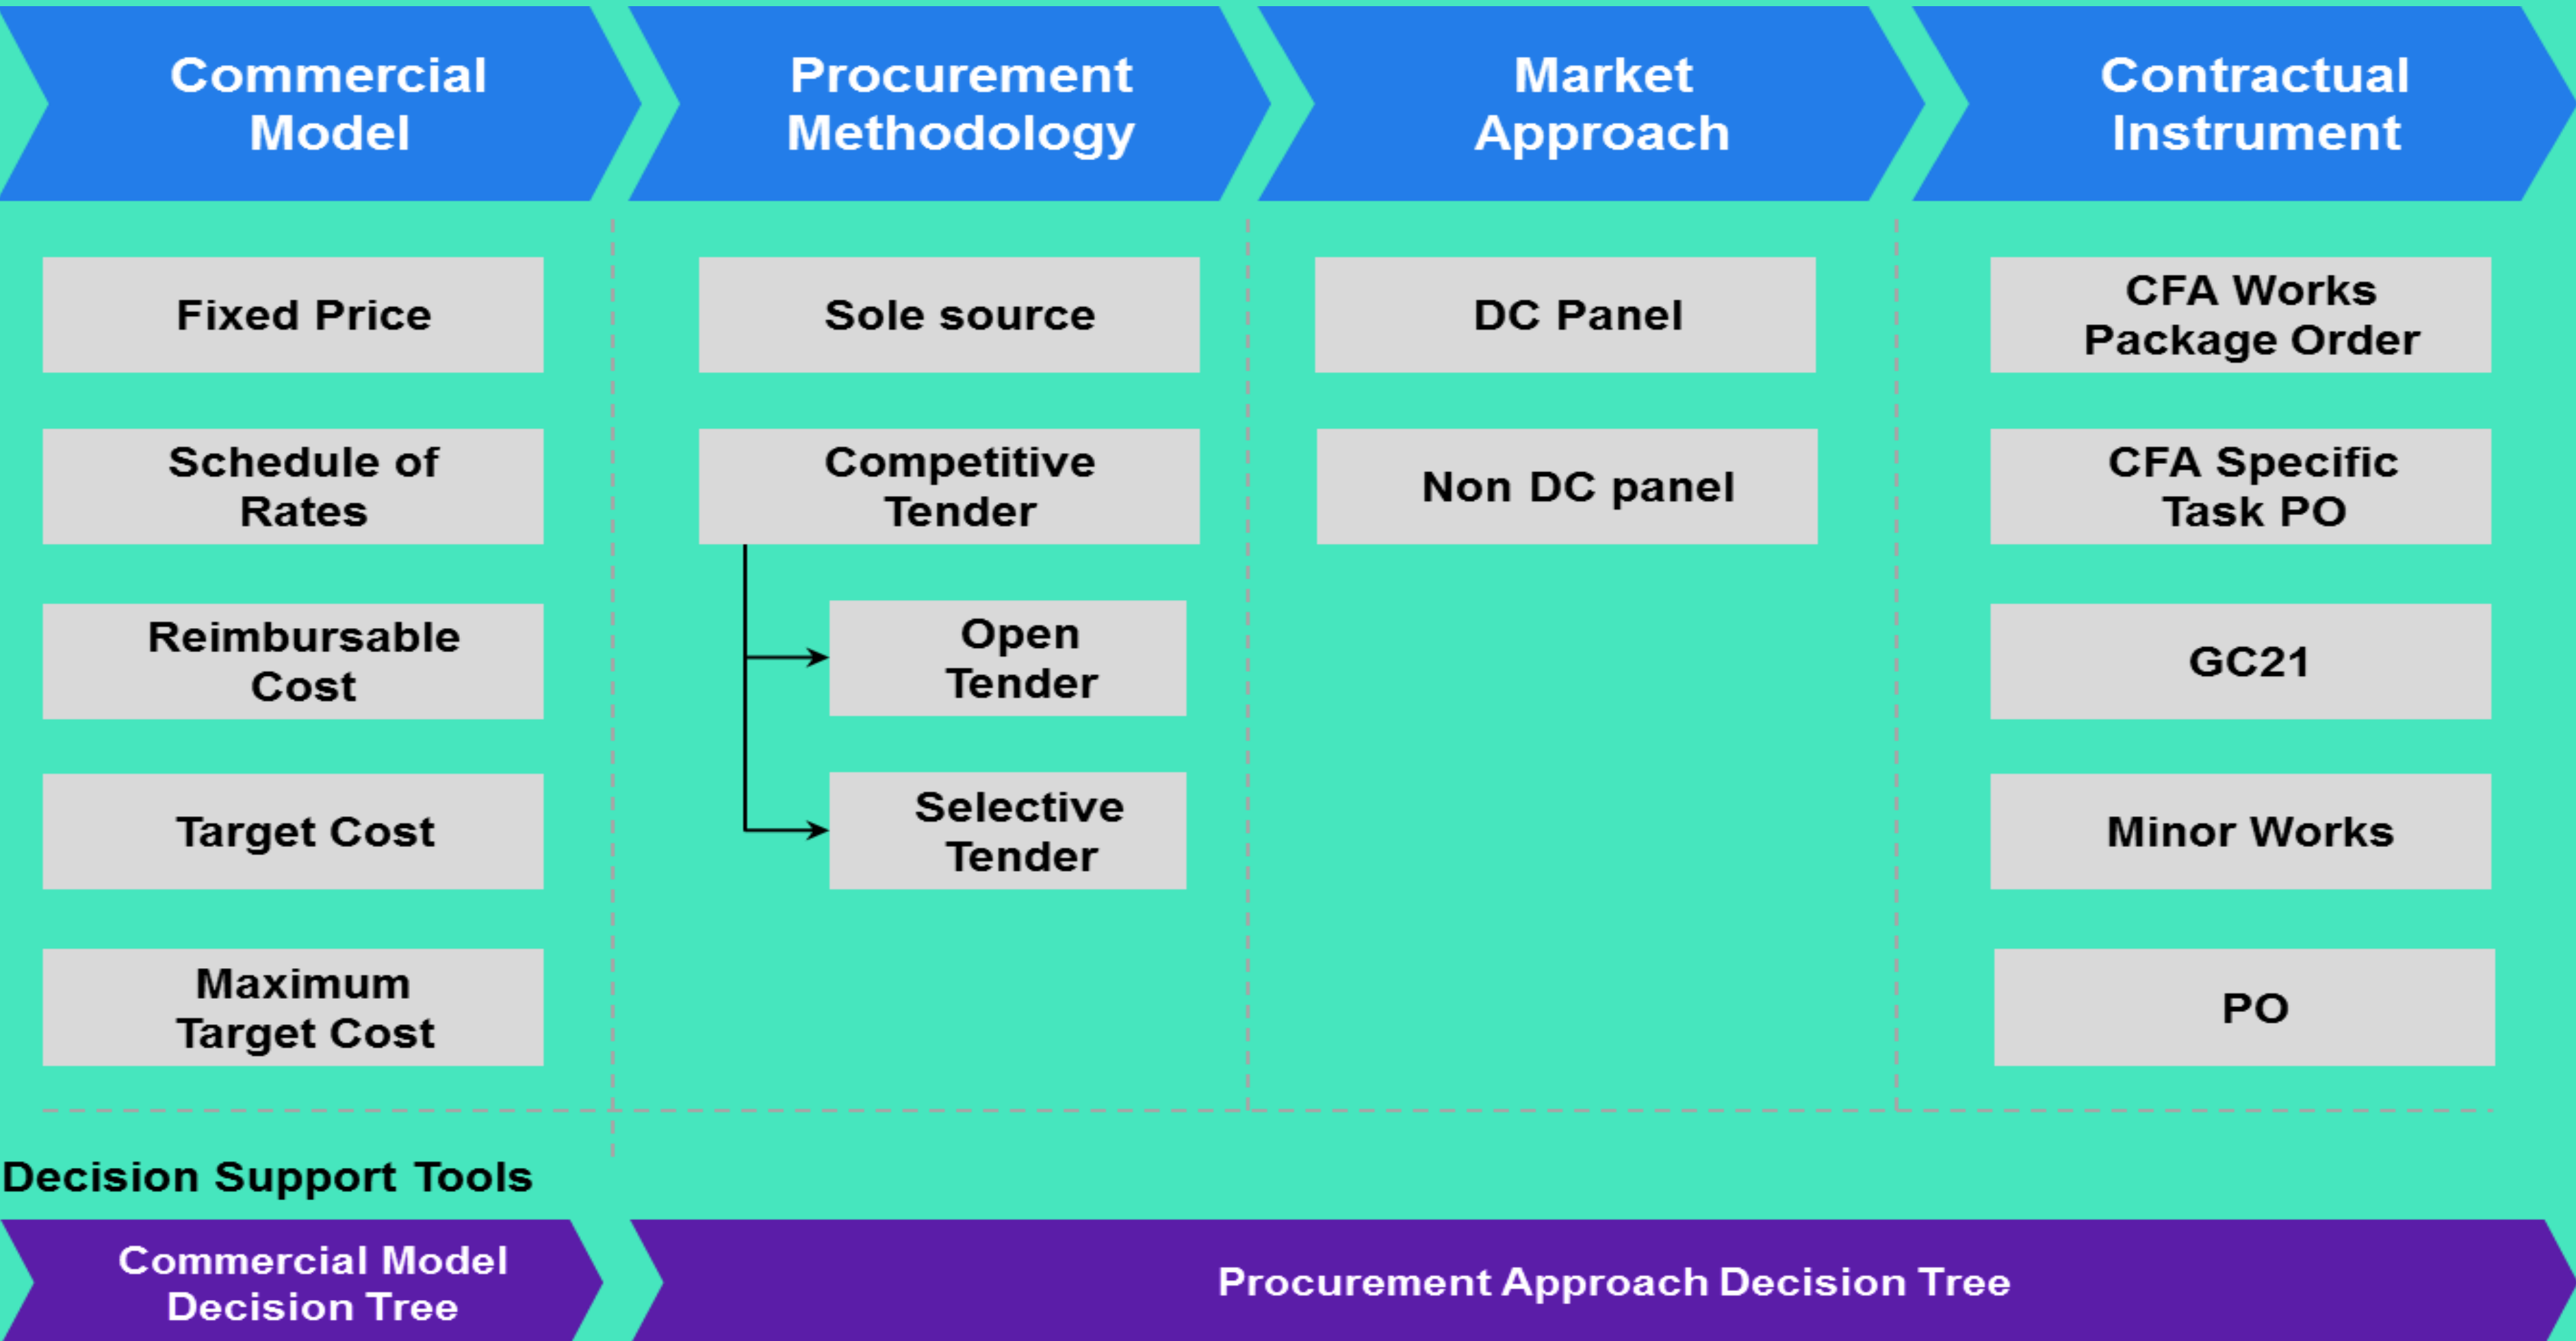 Commercial
Model
Procurement
Methodology
Market
Approach
Contractual
Instrument
Fixed Price
Schedule of
Rates
Reimbursable
Cost
Target Cost
Maximum
Target Cost
Sole source
Competitive
Tender
Open
Tender
Selective
Tender
DC Panel
Non DC panel
CFA Works
Package Order
CFA Specific
Task PO
GC21
Minor Works
PO
Decision Support Tools
Commercial Model
Decision Tree
Procurement Approach Decision Tree